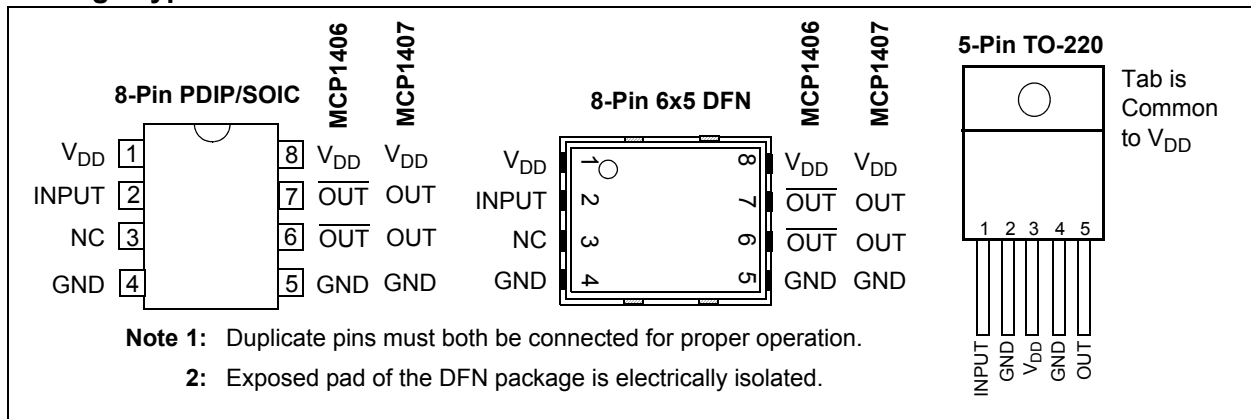 8-Pin PDIP/SOIC
MCP1406
MCP1407
VDD 1 8 VDD VDD
INPUT 2 7 OUT OUT
NC 3 6 OUT OUT
GND 4 5 GND GND
8-Pin 6x5 DFN
MCP1406
MCP1407
VDD 1 8 VDD VDD
INPUT 2 7 OUT OUT
NC 3 6 OUT OUT
GND 4 5 GND GND
5-Pin TO-220
Tab is
Common
to VDD
1 2 3 4 5
INPUT
GND
VDD
GND
OUT
Note 1: Duplicate pins must both be connected for proper operation.
2: Exposed pad of the DFN package is electrically isolated.